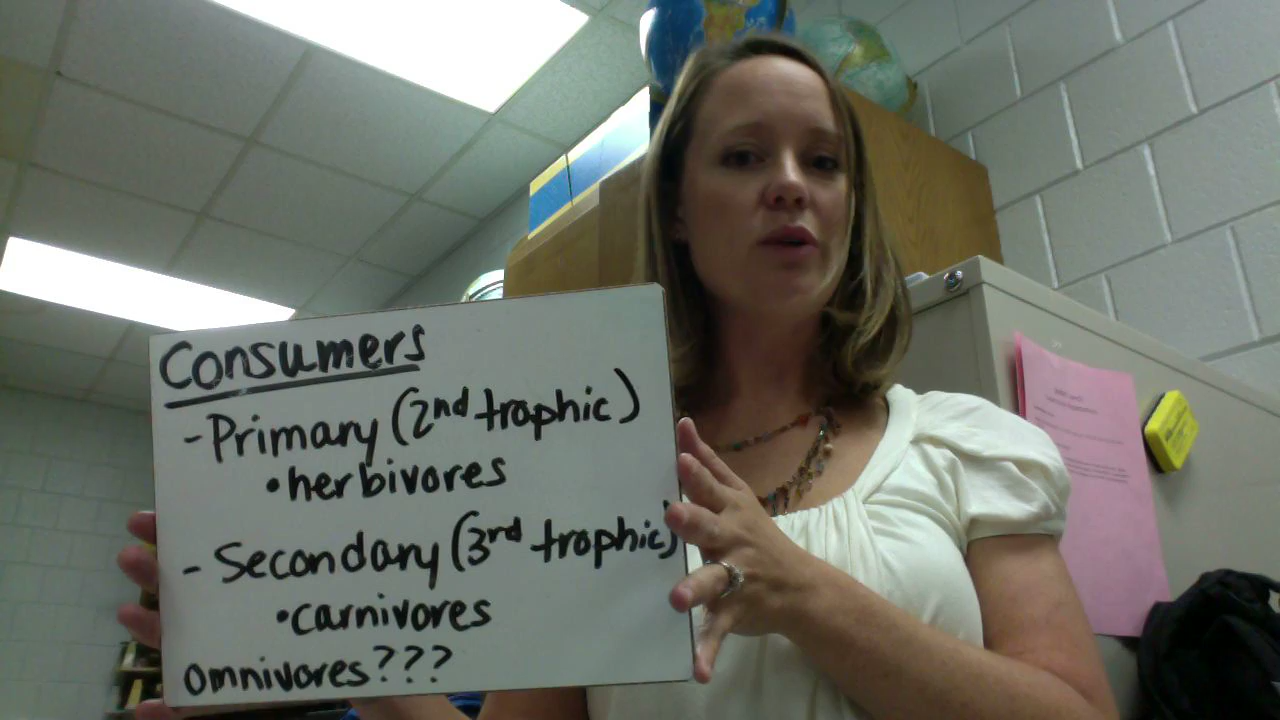 Consumers
- Primary (2nd trophic)
• herbivores
- Secondary (3rd trophic)
• carnivores
omnivores???